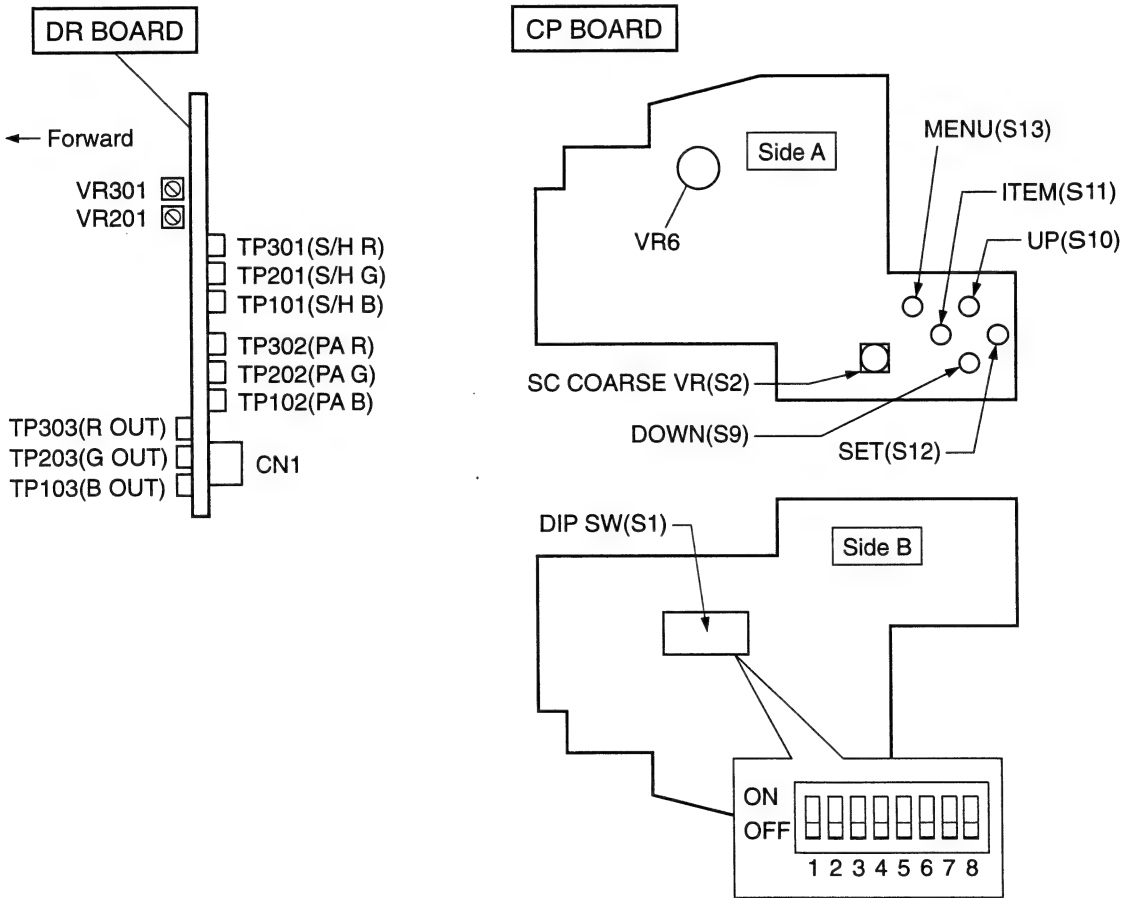 DR BOARD
Forward
VR301
VR201
TP301(S/H R)
TP201(S/H G)
TP101(S/H B)
TP302(PA R)
TP202(PA G)
TP102(PA B)
TP303(R OUT)
TP203(G OUT)
TP103(B OUT)
CN1
CP BOARD
Side A
VR6
MENU(S13)
ITEM(S11)
UP(S10)
SC COARSE VR(S2)
DOWN(S9)
SET(S12)
DIP SW(S1)
Side B
ON
OFF
1 2 3 4 5 6 7 8